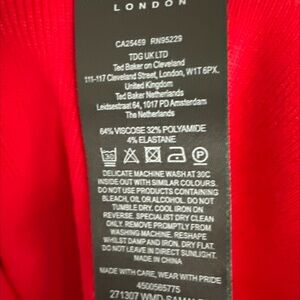 LONDON
CA25459 RN95229
TDG UK LTD
Ted Baker on Cleveland
111-117 Cleveland Street, London, W1T 6PX.
United Kingdom
Ted Baker Netherlands
Leidsestraat 64, 1017 PD Amsterdam
The Netherlands
64% VISCOSE 32% POLYAMIDE
4% ELASTANE
30
P
DELICATE MACHINE WASH AT 30C
INSIDE OUT WITH SIMILAR COLOURS.
DO NOT USE PRODUCTS CONTAINING
BLEACH, OIL OR ALCOHOL. DO NOT
TUMBLE DRY. COOL IRON ON
REVERSE. SPECIALIST DRY CLEAN
ONLY. REMOVE PROMPTLY FROM
WASHING MACHINE. RESHAPE
WHILST DAMP AND IRON. DRY FLAT.
DO NOT LEAVE IN DIRECT SUNLIGHT.
MADE WITH CARE, WEAR WITH PRIDE
4500565775
271307 WMD-